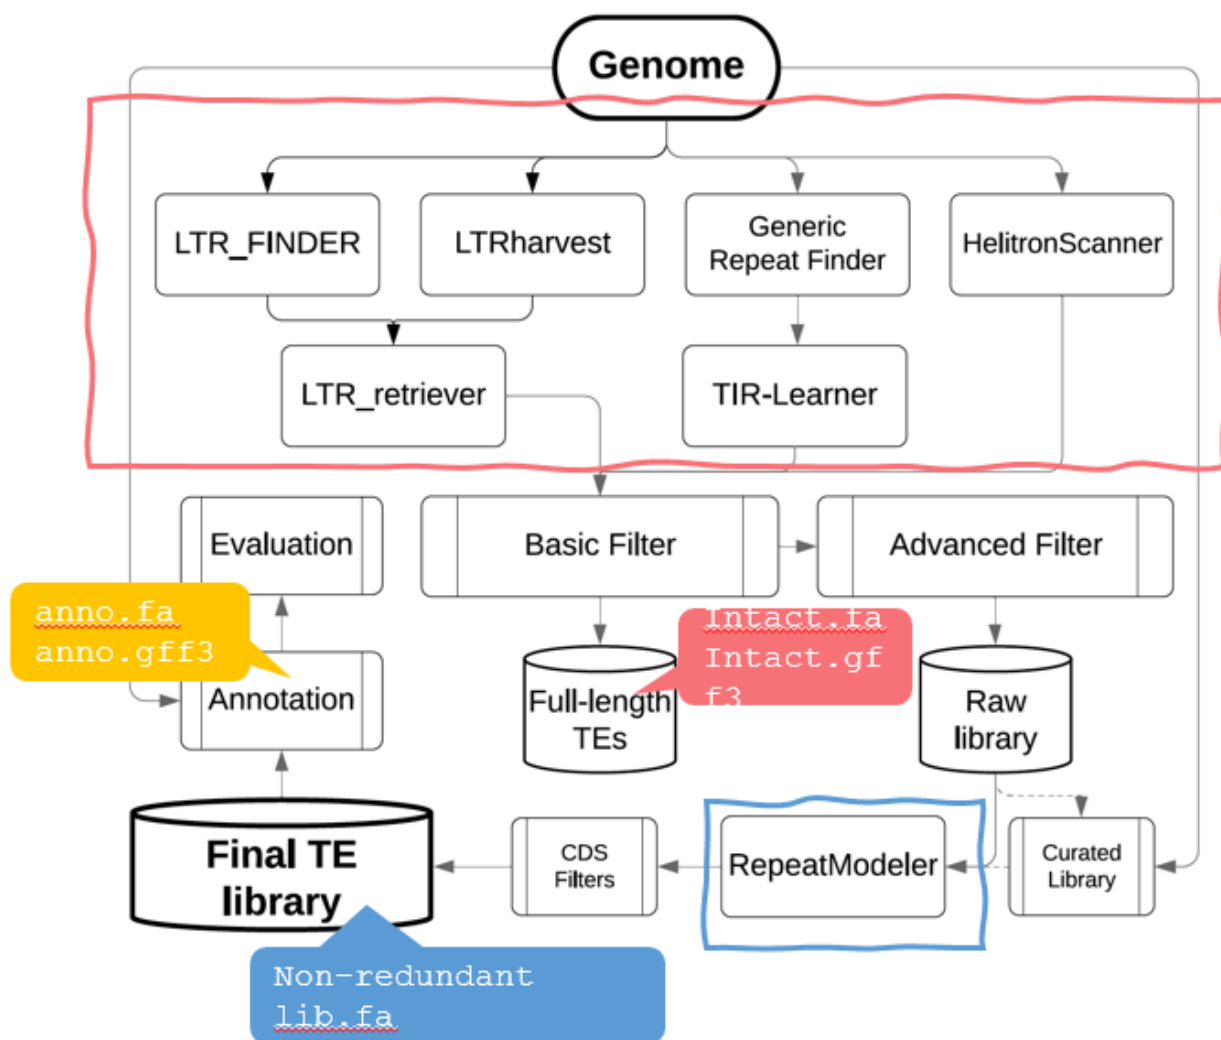 Genome
LTR_FINDER
LTRharvest
Generic
Repeat Finder
HelitronScanner
LTR_retriever
TIR-Learner
Evaluation
Basic Filter
Advanced Filter
anno.fa
anno.gff3
Intact.fa
Intact.gf
f3
Annotation
Full-length
TEs
Raw
library
Final TE
library
CDS
Filters
RepeatModeler
Curated
Library
Non-redundant
lib.fa